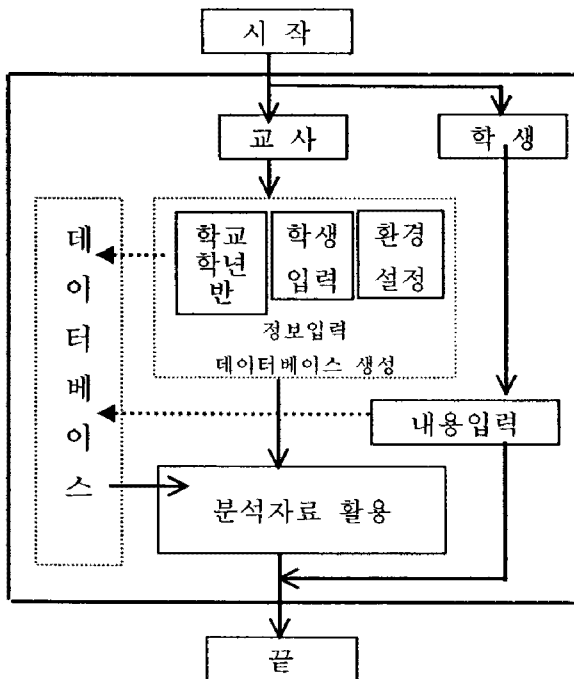 시 작
교 사
학 생
데이터베이스
학교
학년
반
학생
입력
환경
설정
정보입력
데이터베이스 생성
내용입력
분석자료 활용
끝